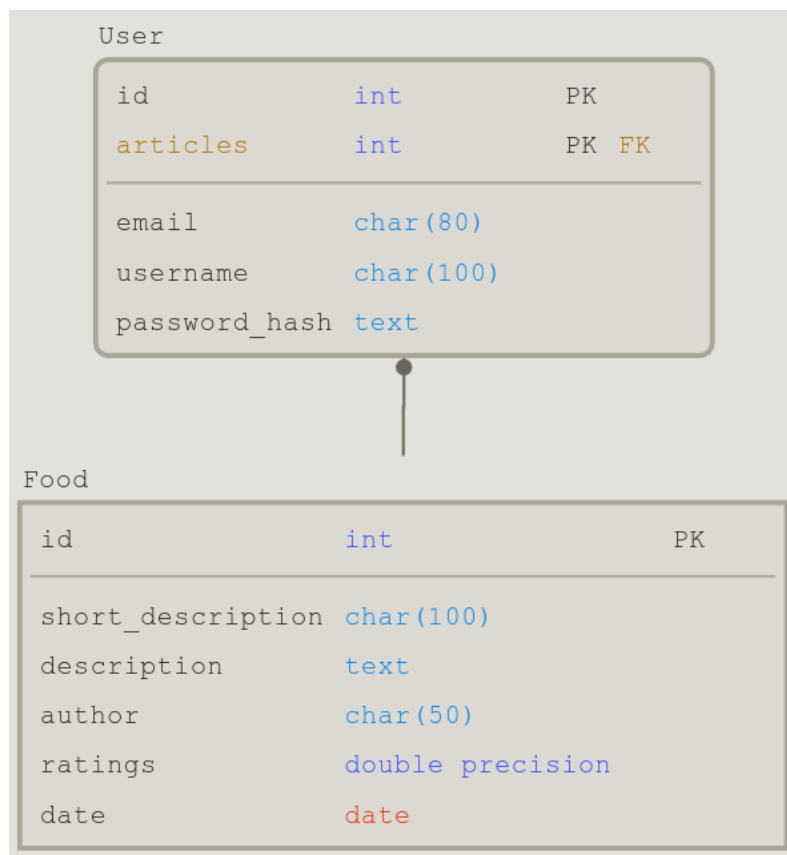 User
id int PK
articles int PK FK
email char(80)
username char(100)
password_hash text
Food
id int PK
short_description char(100)
description text
author char(50)
ratings double precision
date date